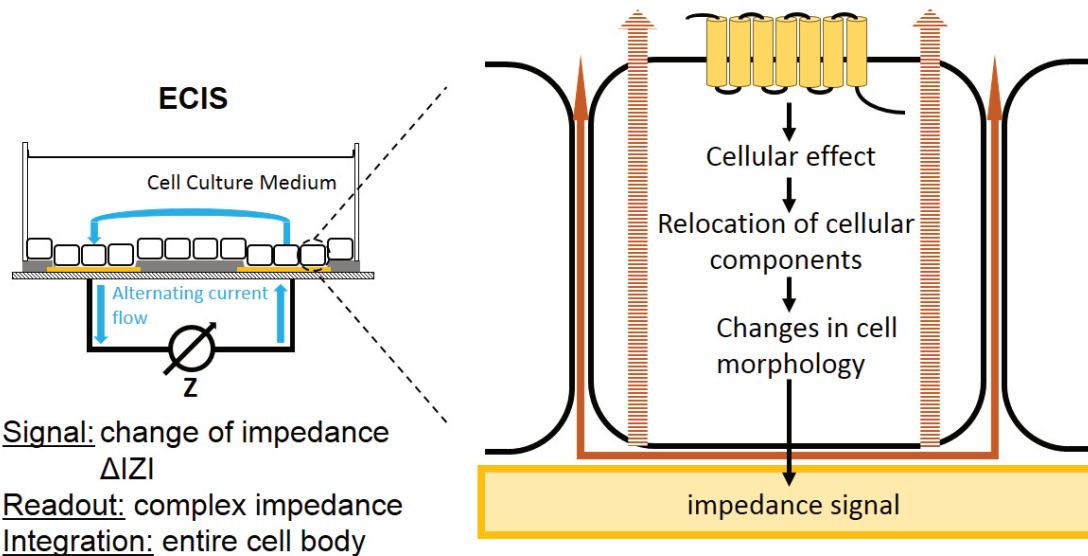 ECIS
Cell Culture Medium
Alternating current
flow
Z
Signal: change of impedance
ΔIZI
Readout: complex impedance
Integration: entire cell body
Cellular effect
Relocation of cellular
components
Changes in cell
morphology
impedance signal